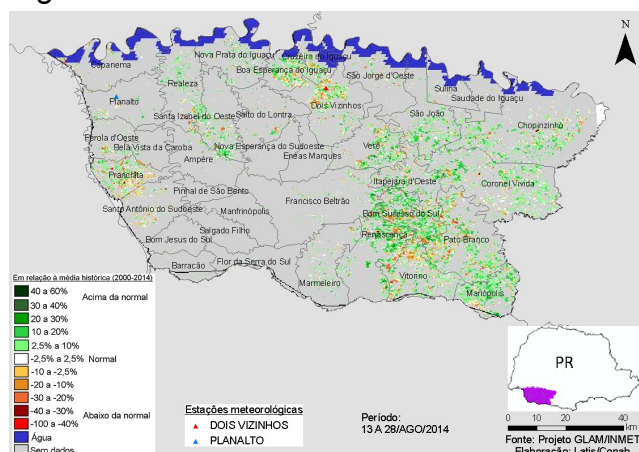 N
Nova Prata do Iguaçu
Cruzeiro do Iguaçu
Capanema
Boa Esperança do Iguaçu
São Jorge d'Oeste
Realeza
Sulina
Saudade do Iguaçu
Planalto
Dois Vizinhos
Santa Izabel do Oeste
Salto do Lontra
São João
Chopinzinho
Pérola d'Oeste
Bela Vista da Caroba
Nova Esperança do Sudoeste
Verê
Ampére
Enéas Marques
Pranchita
Itapejara d'Oeste
Coronel Vivida
Pinhal de São Bento
Francisco Beltrão
Santo Antônio do Sudoeste
Manfrinópolis
Bom Sucesso do Sul
Salgado Filho
Renascença
Pato Branco
Bom Jesus do Sul
Barracão
Flor da Serra do Sul
Marmeleiro
Vitorino
Mariópolis
Em relação à média histórica (2000-2014)
40 a 60%
Acima da normal
30 a 40%
20 a 30%
10 a 20%
2,5% a 10%
-2,5% a 2,5%
Normal
-10 a -2,5%
-20 a -10%
-30 a -20%
-40 a -30%
Abaixo da normal
-100 a -40%
Água
Sem dados
Estações meteorológicas
DOIS VIZINHOS
PLANALTO
Período:
13 A 28/AGO/2014
PR
0 10 20 40
km
Fonte: Projeto GLAM/INMET
Elaboração: Latis/Conab